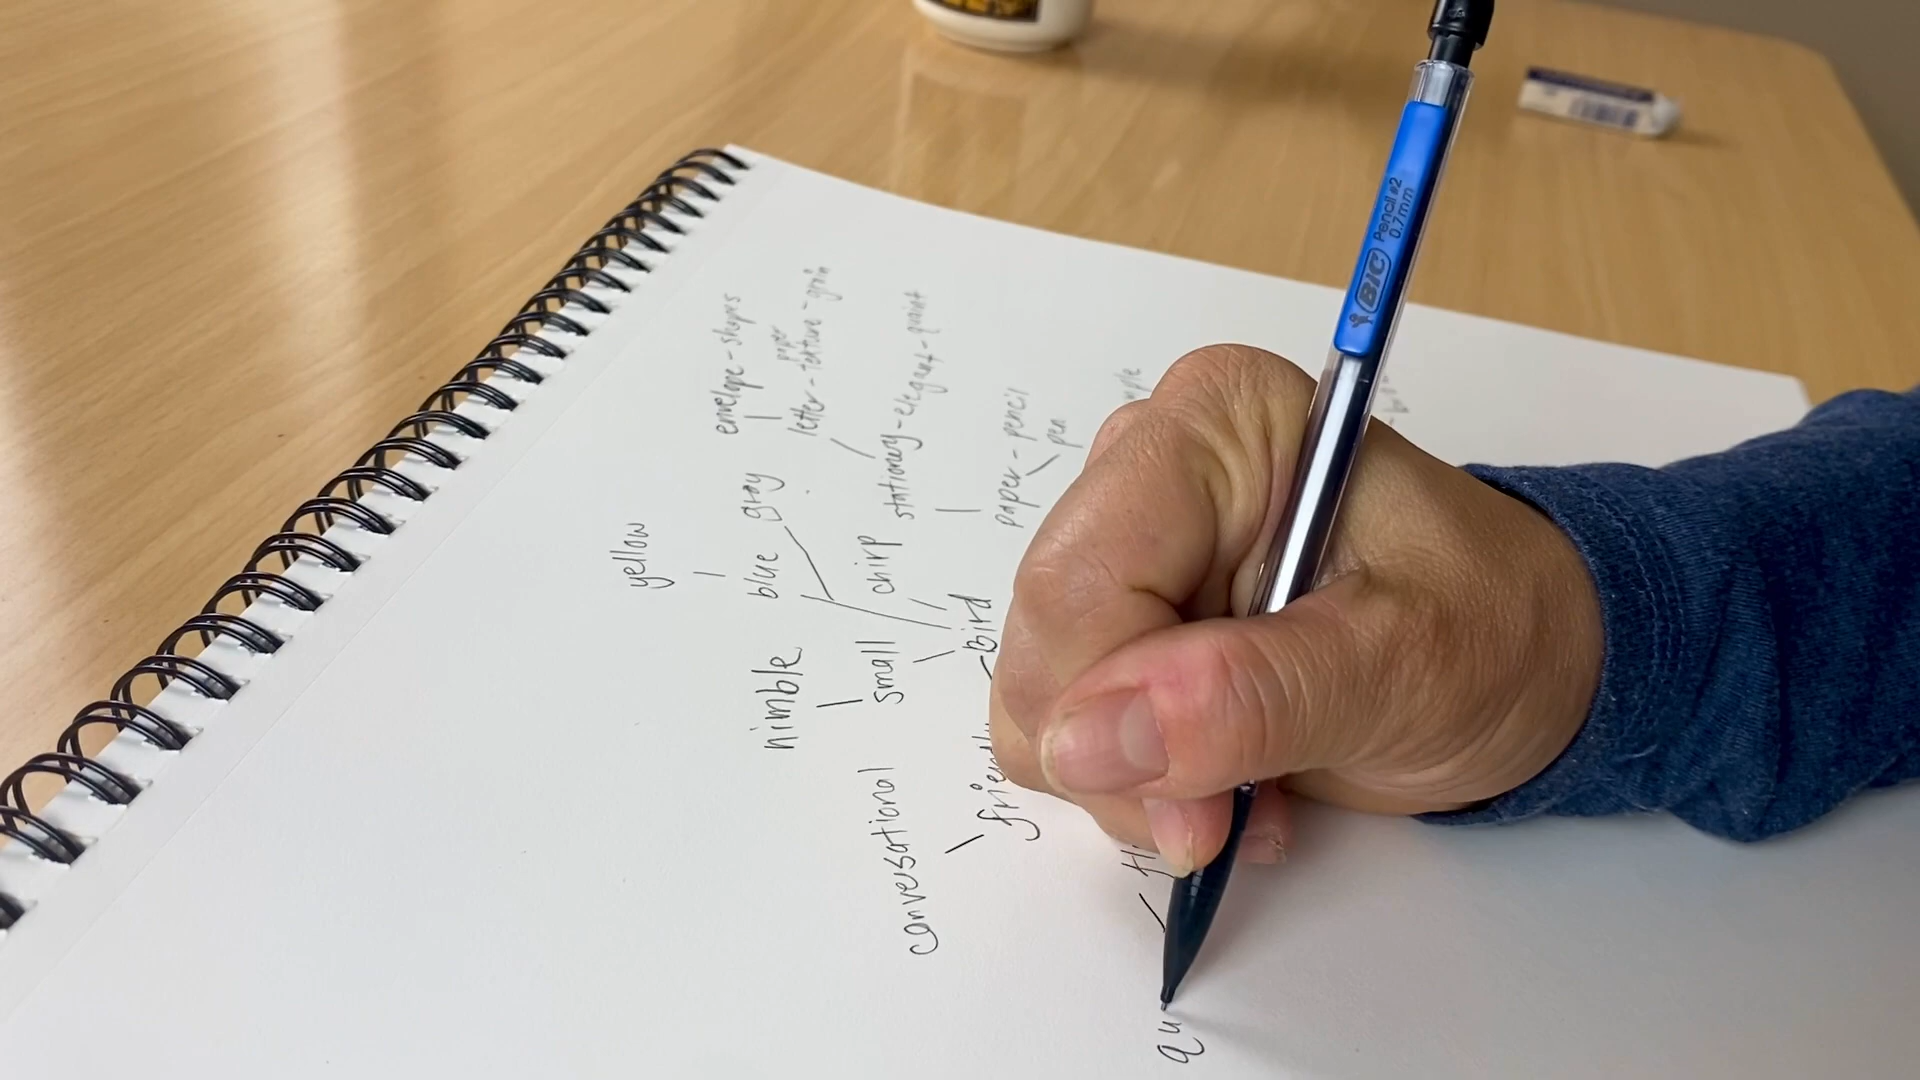 envelope - shapes
paper
letter - texture - grain
stationery - elegant - quaint
paper - pencil
pen
yellow
blue gray
chirp
bird
nimble
small
conversational
qu
BIC Pencil #2
0.7mm